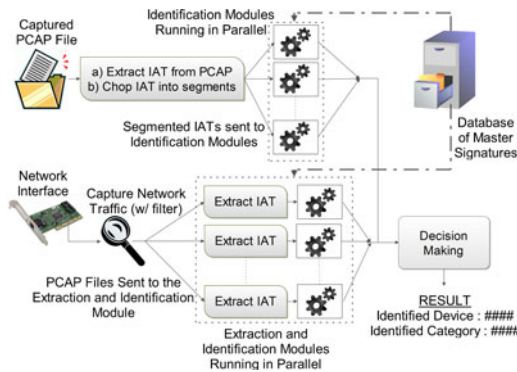 Captured
PCAP File
Identification Modules
Running in Parallel
a) Extract IAT from PCAP
b) Chop IAT into segments
Segmented IATs sent to
Identification Modules
Database
of Master
Signatures
Network
Interface
Capture Network
Traffic (w/ filter)
Extract IAT
Extract IAT
Extract IAT
PCAP Files Sent to the
Extraction and Identification
Module
Decision
Making
RESULT
Identified Device : ####
Identified Category : ####
Extraction and
Identification Modules
Running in Parallel